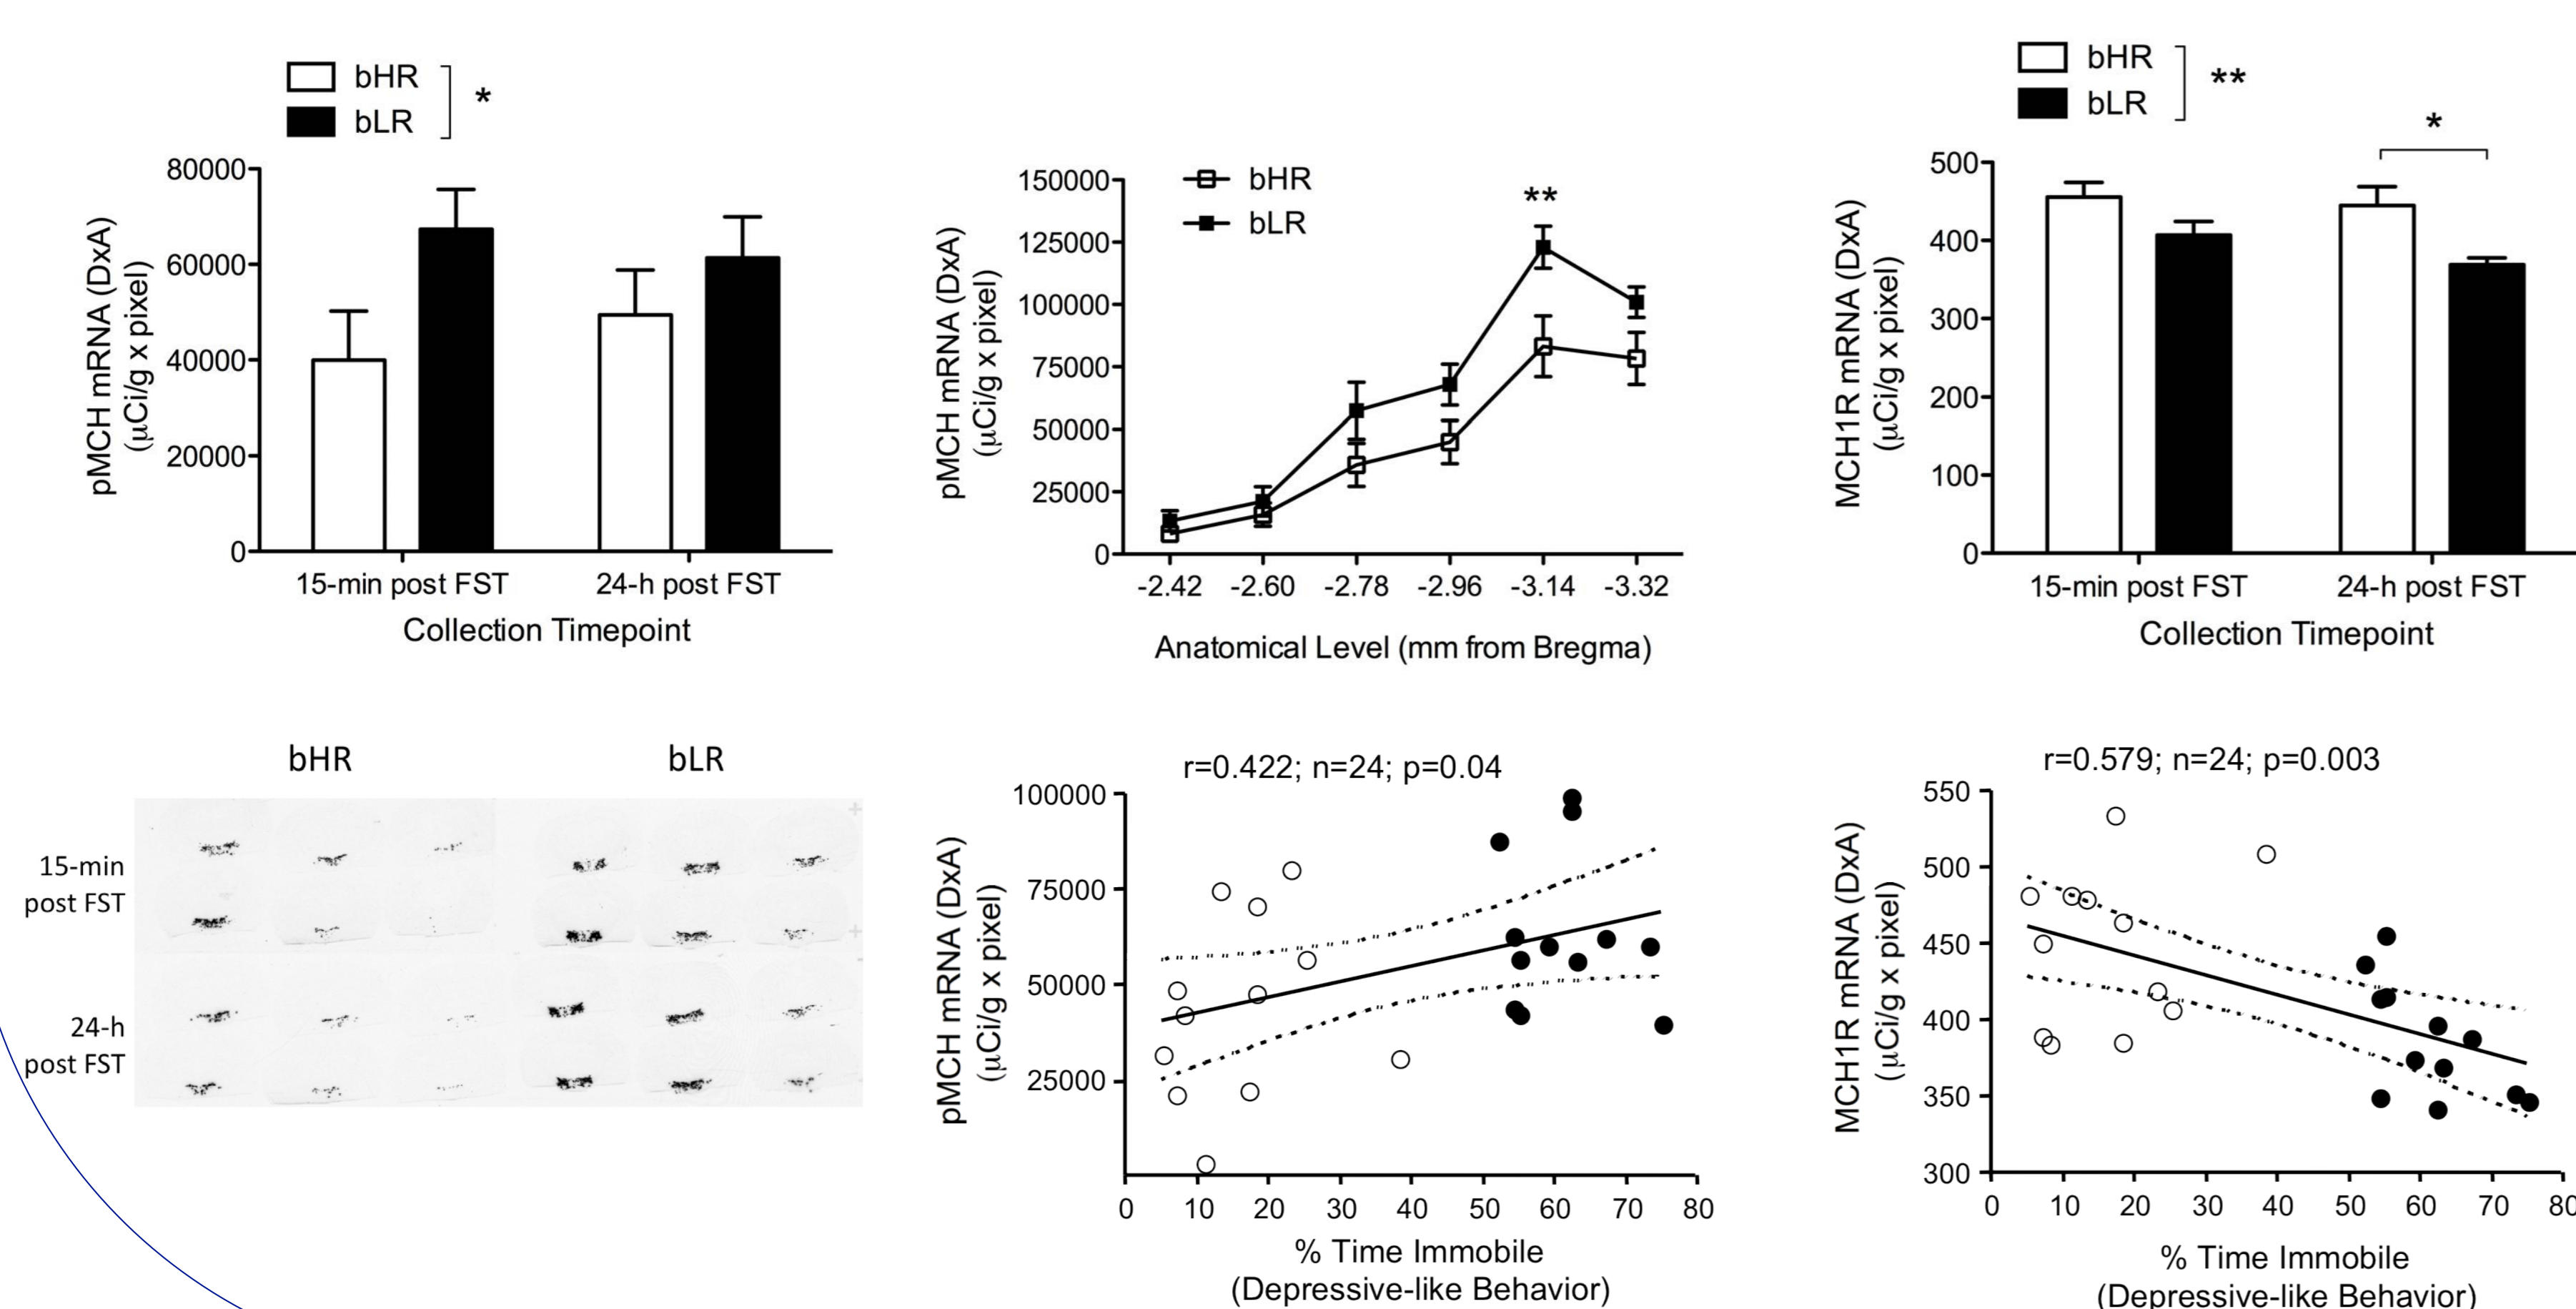 bHR
bLR
*
80000
60000
40000
20000
0
pMCH mRNA (DxA)
(µCi/g x pixel)
15-min post FST
24-h post FST
Collection Timepoint
bHR
bLR
**
150000
125000
100000
75000
50000
25000
0
pMCH mRNA (DxA)
(µCi/g x pixel)
-2.42 -2.60 -2.78 -2.96 -3.14 -3.32
Anatomical Level (mm from Bregma)
bHR
bLR
**
*
500
400
300
200
100
0
MCH1R mRNA (DxA)
(µCi/g x pixel)
15-min post FST
24-h post FST
Collection Timepoint
bHR
bLR
15-min
post FST
24-h
post FST
r=0.422; n=24; p=0.04
100000
75000
50000
25000
pMCH mRNA (DxA)
(µCi/g x pixel)
0 10 20 30 40 50 60 70 80
% Time Immobile
(Depressive-like Behavior)
r=0.579; n=24; p=0.003
550
500
450
400
350
300
MCH1R mRNA (DxA)
(µCi/g x pixel)
0 10 20 30 40 50 60 70 80
% Time Immobile
(Depressive-like Behavior)